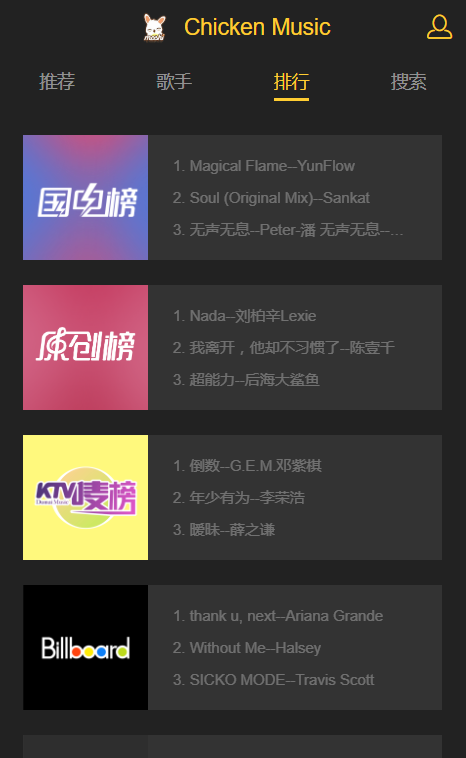 Chicken Music
推荐 歌手 排行 搜索
国电榜
1. Magical Flame--YunFlow
2. Soul (Original Mix)--Sankat
3. 无声无息--Peter-潘 无声无息--...
原创榜
1. Nada--刘柏辛Lexie
2. 我离开，他却不习惯了--陈壹千
3. 超能力--后海大鲨鱼
KTV唛榜
1. 倒数--G.E.M.邓紫棋
2. 年少有为--李荣浩
3. 暧昧--薛之谦
Billboard
1. thank u, next--Ariana Grande
2. Without Me--Halsey
3. SICKO MODE--Travis Scott